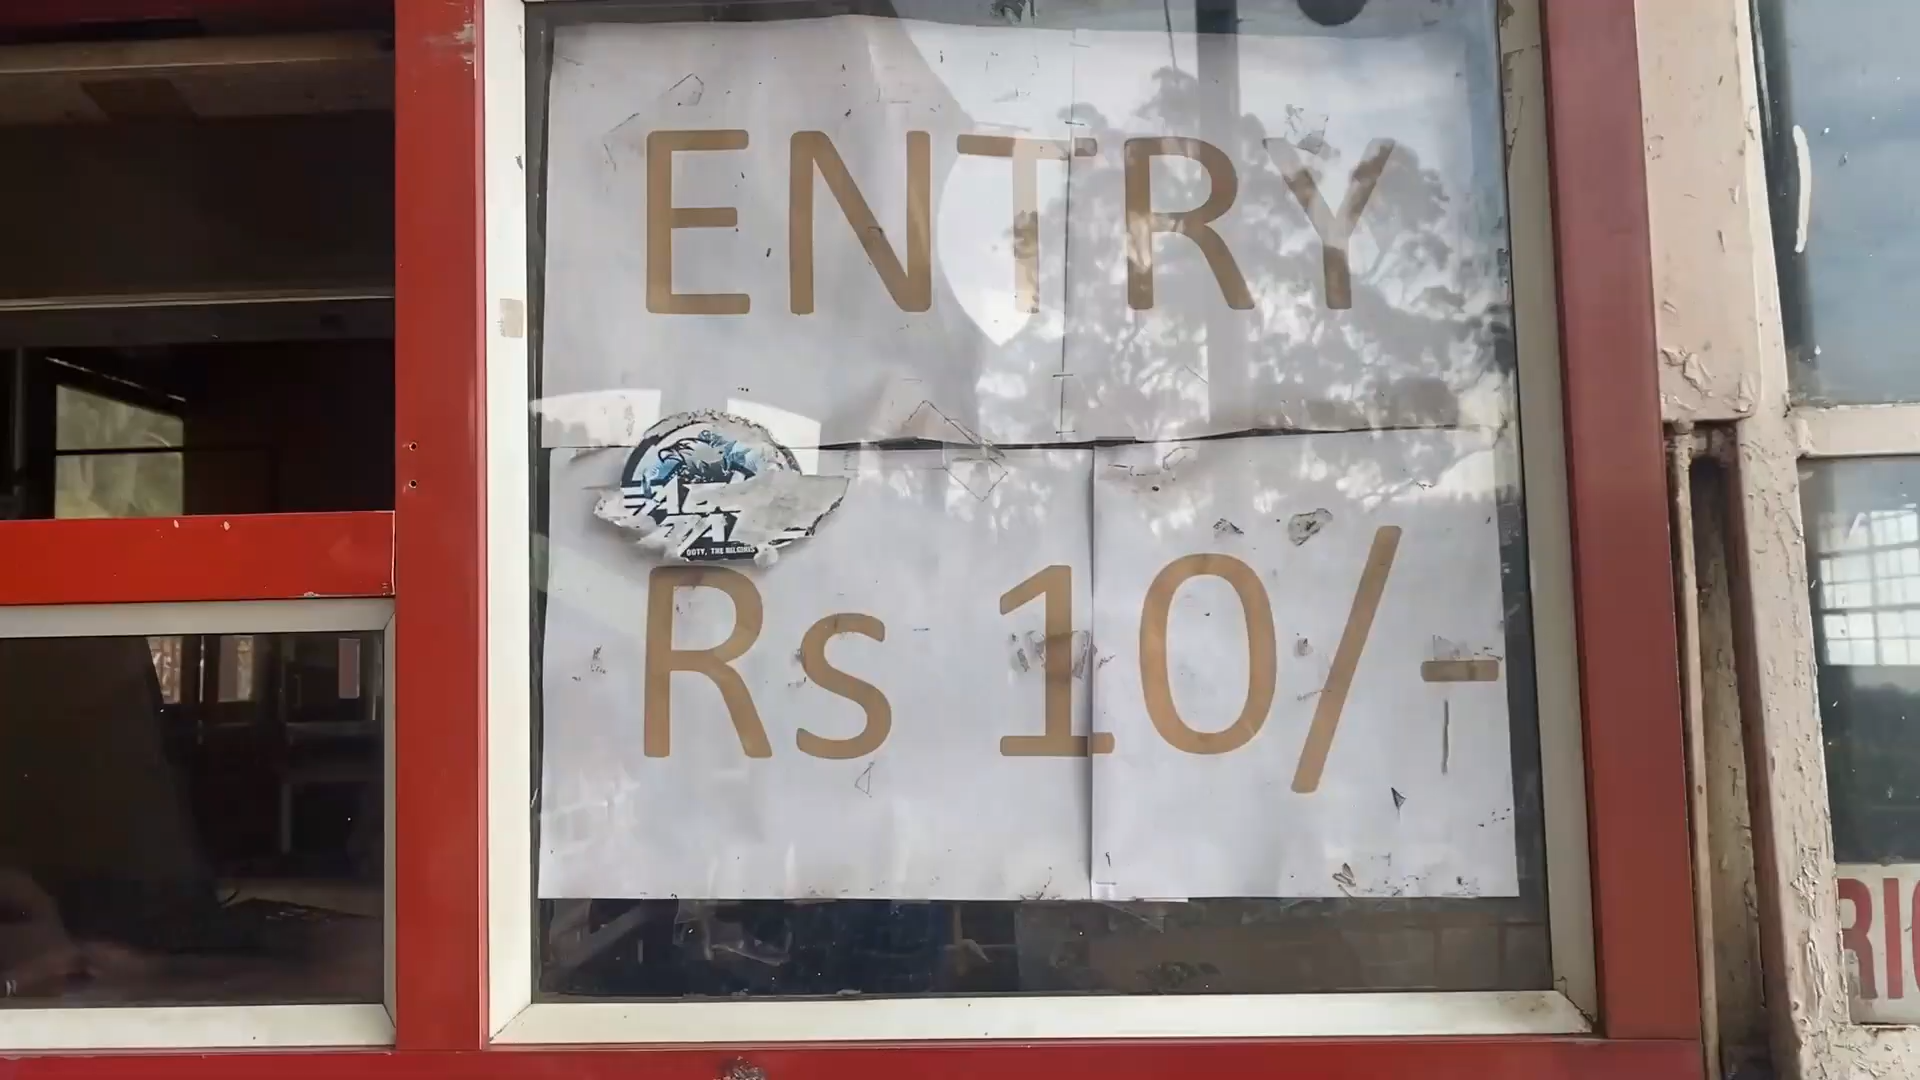 ENTRY
OOTY, THE NILGIRIS
Rs 10/-